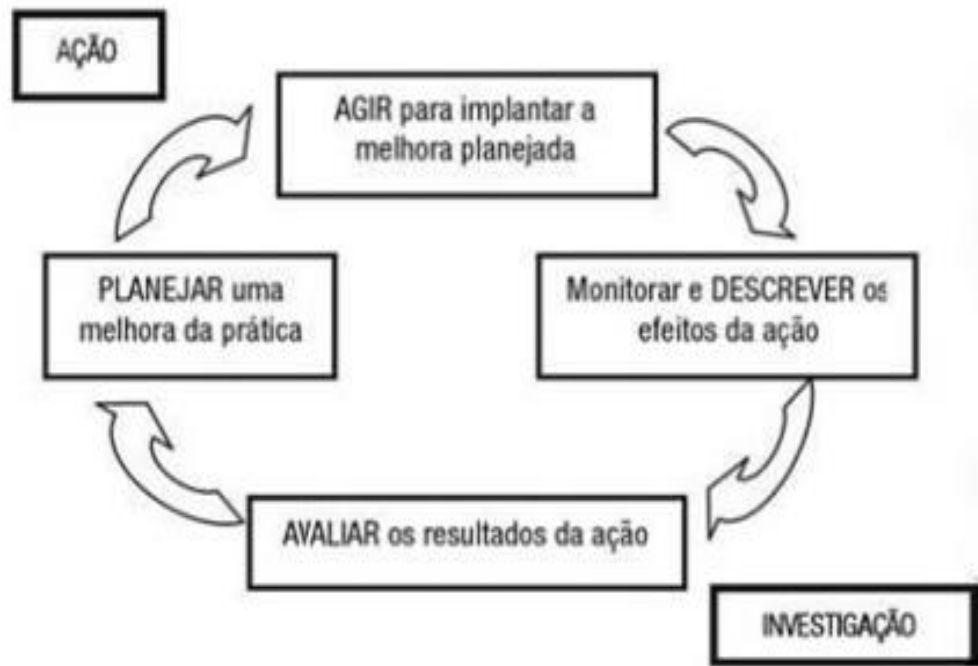 AÇÃO
AGIR para implantar a
melhora planejada
PLANEJAR uma
melhora da prática
Monitorar e DESCREVER os
efeitos da ação
AVALIAR os resultados da ação
INVESTIGAÇÃO